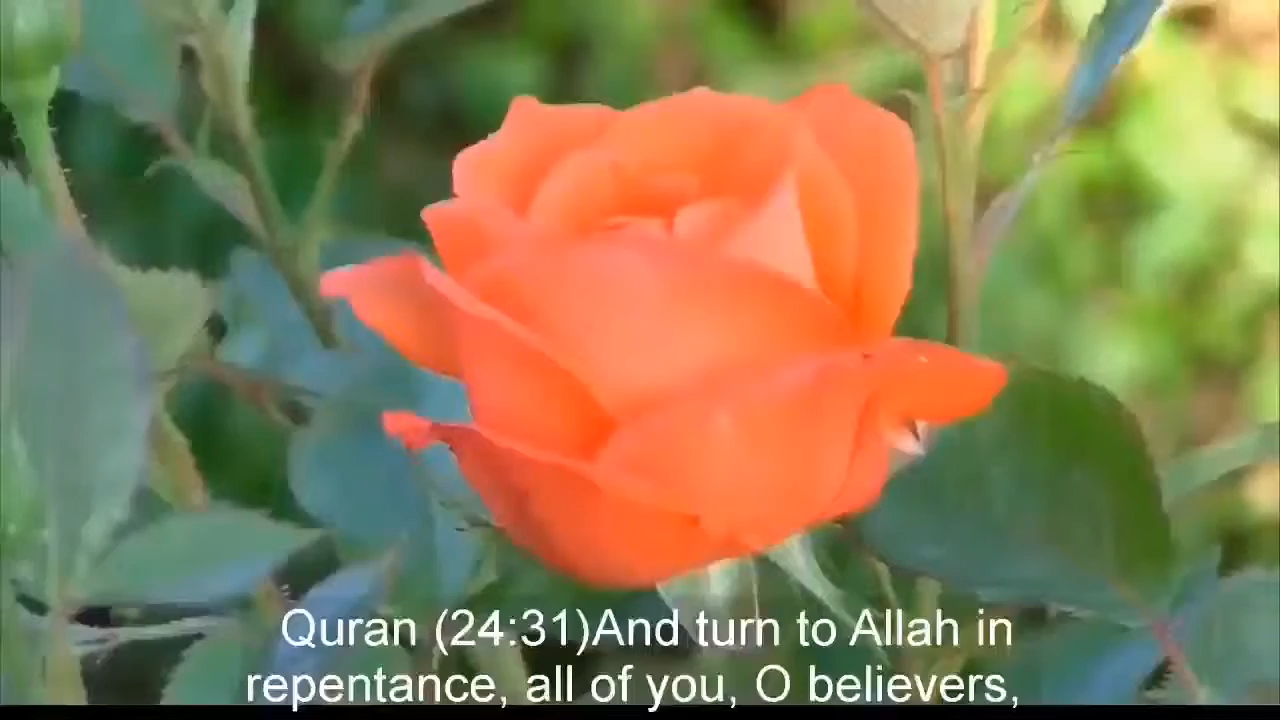 Quran (24:31)And turn to Allah in
repentance, all of you, O believers,